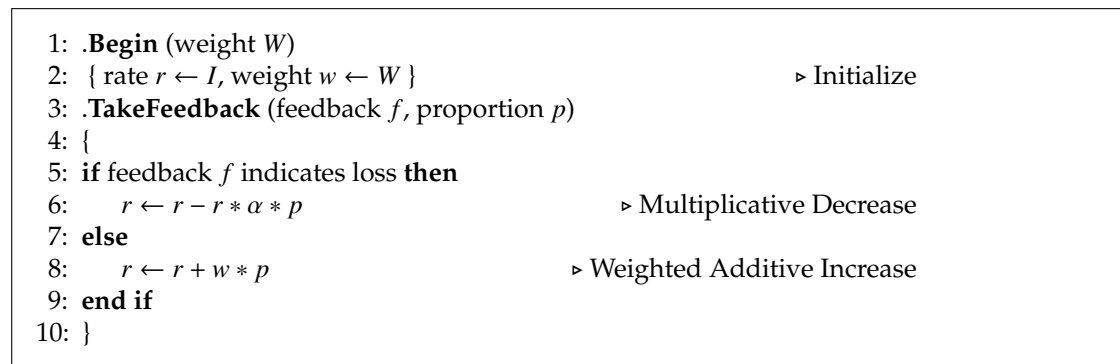 1: .Begin (weight W)
2: { rate r ← I, weight w ← W } ▹ Initialize
3: .TakeFeedback (feedback f, proportion p)
4: {
5: if feedback f indicates loss then
6: r ← r − r ∗ α ∗ p ▹ Multiplicative Decrease
7: else
8: r ← r + w ∗ p ▹ Weighted Additive Increase
9: end if
10: }